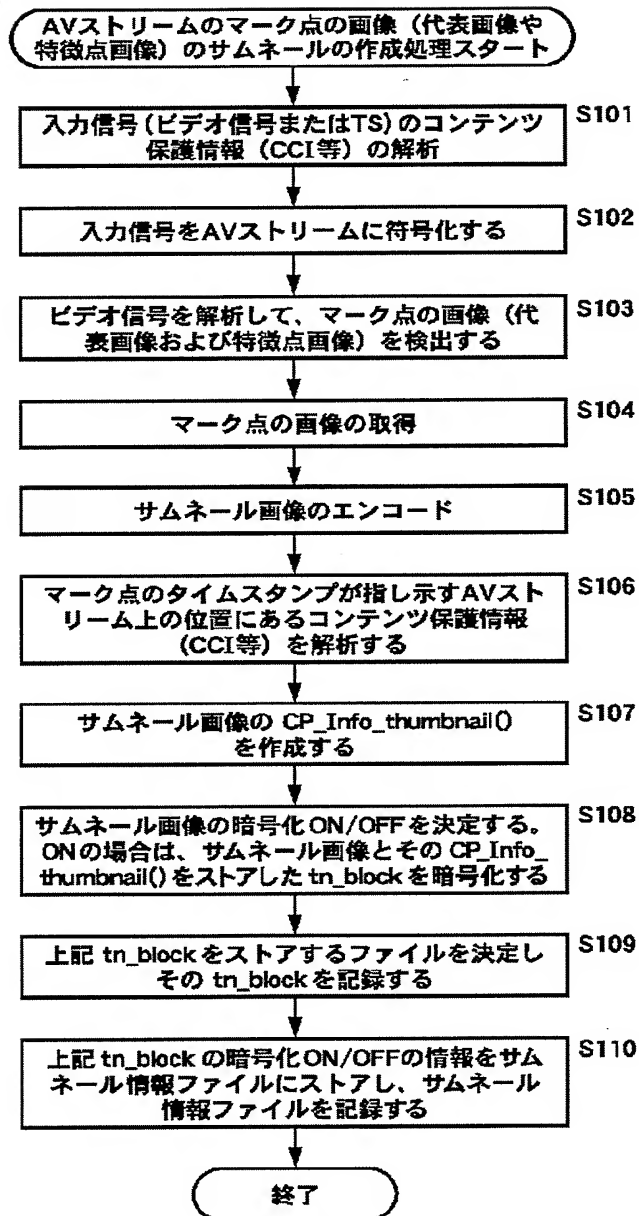 AVストリームのマーク点の画像（代表画像や
特徴点画像）のサムネールの作成処理スタート
S101
入力信号（ビデオ信号またはTS）のコンテンツ
保護情報（CCI等）の解析
S102
入力信号をAVストリームに符号化する
S103
ビデオ信号を解析して、マーク点の画像（代
表画像および特徴点画像）を検出する
S104
マーク点の画像の取得
S105
サムネール画像のエンコード
S106
マーク点のタイムスタンプが指し示すAVスト
リーム上の位置にあるコンテンツ保護情報
（CCI等）を解析する
S107
サムネール画像の CP_Info_thumbnail()
を作成する
S108
サムネール画像の暗号化ON/OFFを決定する。
ONの場合は、サムネール画像とその CP_Info_
thumbnail()をストアした tn_block を暗号化する
S109
上記 tn_block をストアするファイルを決定し
その tn_block を記録する
S110
上記 tn_block の暗号化ON/OFFの情報をサム
ネール情報ファイルにストアし、サムネール
情報ファイルを記録する
終了